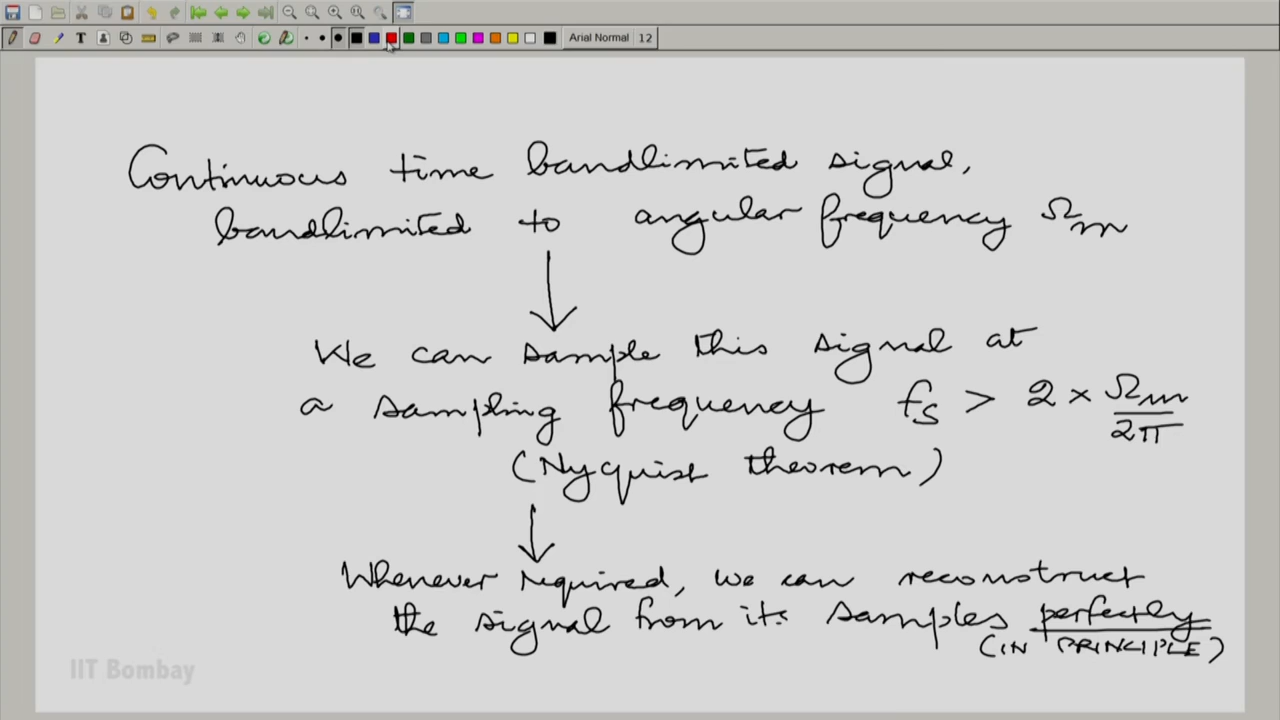 Arial Normal 12
Continuous time bandlimited signal,
bandlimited to angular frequency Ωm
We can sample this signal at
a sampling frequency fs > 2 × Ωm/2π
(Nyquist theorem)
Whenever required, we can reconstruct
the signal from its samples perfectly
(IN PRINCIPLE)
IIT Bombay